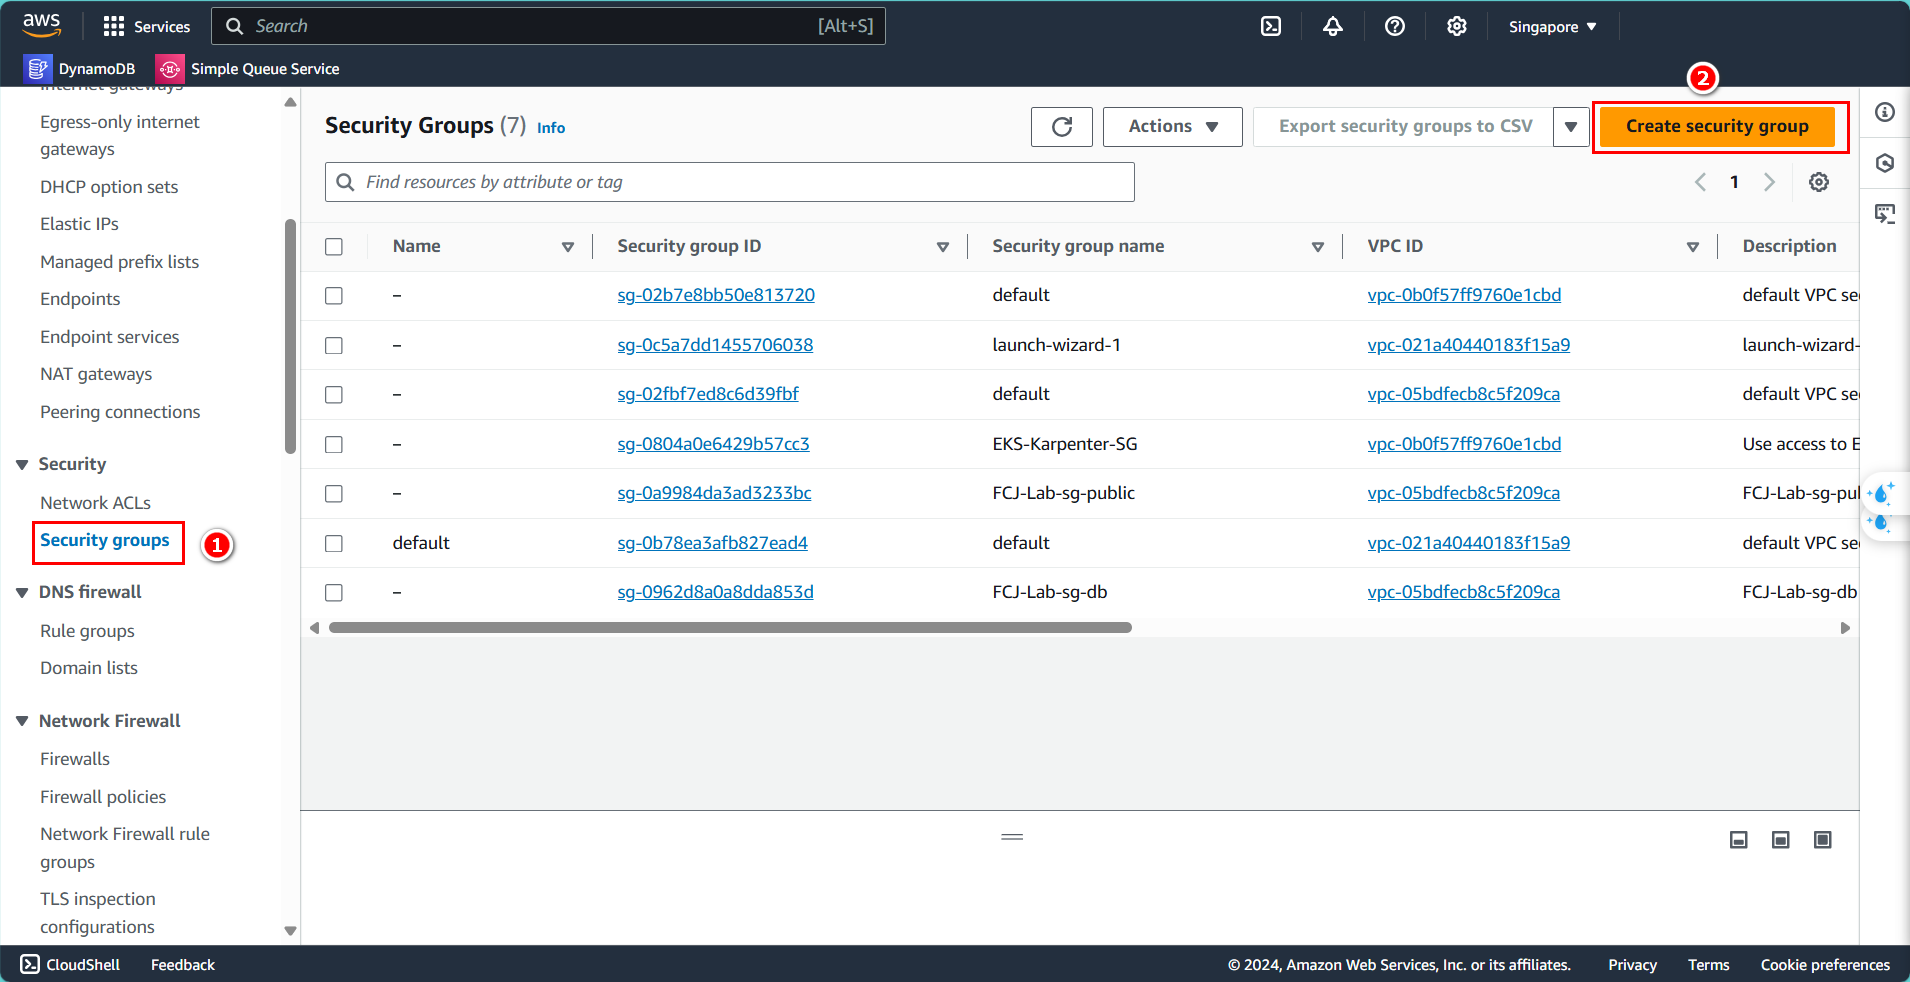 aws
Services
Search
[Alt+S]
Singapore
DynamoDB
Simple Queue Service
Internet gateways
Egress-only internet
gateways
DHCP option sets
Elastic IPs
Managed prefix lists
Endpoints
Endpoint services
NAT gateways
Peering connections
Security
Network ACLs
Security groups
1
DNS firewall
Rule groups
Domain lists
Network Firewall
Firewalls
Firewall policies
Network Firewall rule
groups
TLS inspection
configurations
Security Groups (7) Info
Actions
Export security groups to CSV
2
Create security group
Find resources by attribute or tag
1
Name Security group ID Security group name VPC ID Description
– sg-02b7e8bb50e813720 default vpc-0b0f57ff9760e1cbd default VPC se
– sg-0c5a7dd1455706038 launch-wizard-1 vpc-021a40440183f15a9 launch-wizard-
– sg-02fbf7ed8c6d39fbf default vpc-05bdfecb8c5f209ca default VPC se
– sg-0804a0e6429b57cc3 EKS-Karpenter-SG vpc-0b0f57ff9760e1cbd Use access to E
– sg-0a9984da3ad3233bc FCJ-Lab-sg-public vpc-05bdfecb8c5f209ca FCJ-Lab-sg-pul
default sg-0b78ea3afb827ead4 default vpc-021a40440183f15a9 default VPC se
– sg-0962d8a0a8dda853d FCJ-Lab-sg-db vpc-05bdfecb8c5f209ca FCJ-Lab-sg-db
CloudShell
Feedback
© 2024, Amazon Web Services, Inc. or its affiliates.
Privacy
Terms
Cookie preferences